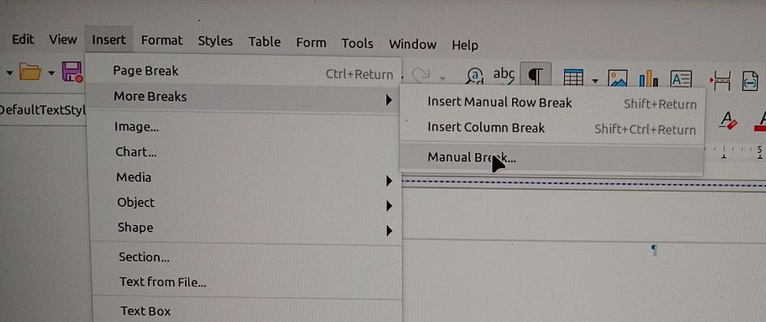 Edit View Insert Format Styles Table Form Tools Window Help
Page Break Ctrl+Return
abc
More Breaks
Insert Manual Row Break Shift+Return
DefaultTextStyl
Insert Column Break Shift+Ctrl+Return
Image...
Chart...
Manual Break...
5
Media
Object
Shape
Section...
Text from File...
Text Box